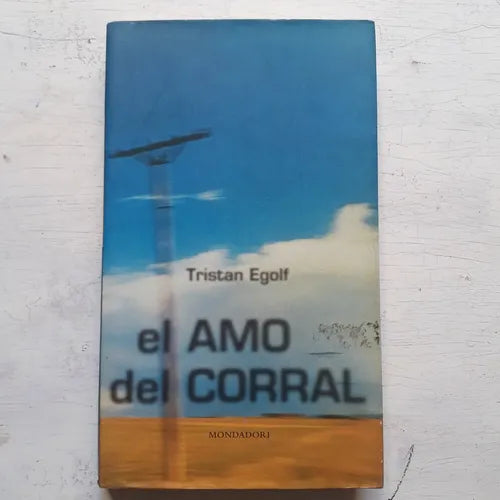 Tristan Egolf
el AMO
del CORRAL
MONDADORI